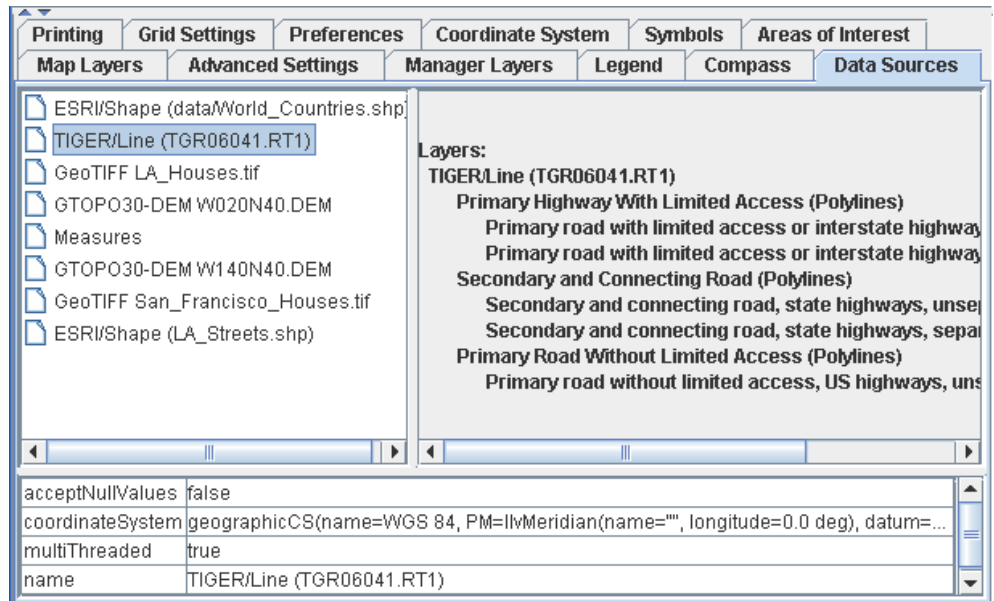 Printing Grid Settings Preferences Coordinate System Symbols Areas of Interest
Map Layers Advanced Settings Manager Layers Legend Compass Data Sources
ESRI/Shape (data/World_Countries.shp)
TIGER/Line (TGR06041.RT1)
GeoTIFF LA_Houses.tif
GTOPO30-DEM W020N40.DEM
Measures
GTOPO30-DEM W140N40.DEM
GeoTIFF San_Francisco_Houses.tif
ESRI/Shape (LA_Streets.shp)
Layers:
TIGER/Line (TGR06041.RT1)
Primary Highway With Limited Access (Polylines)
Primary road with limited access or interstate highway
Primary road with limited access or interstate highway
Secondary and Connecting Road (Polylines)
Secondary and connecting road, state highways,
Secondary and connecting road, state highways,
Primary Road Without Limited Access (Polylines)
Primary road without limited access, US highways,
acceptNullValues false
coordinateSystem geographicCS(name=WGS 84, PM=IlvMeridian(name="", longitude=0.0 deg), datum=...
multiThreaded true
name TIGER/Line (TGR06041.RT1)